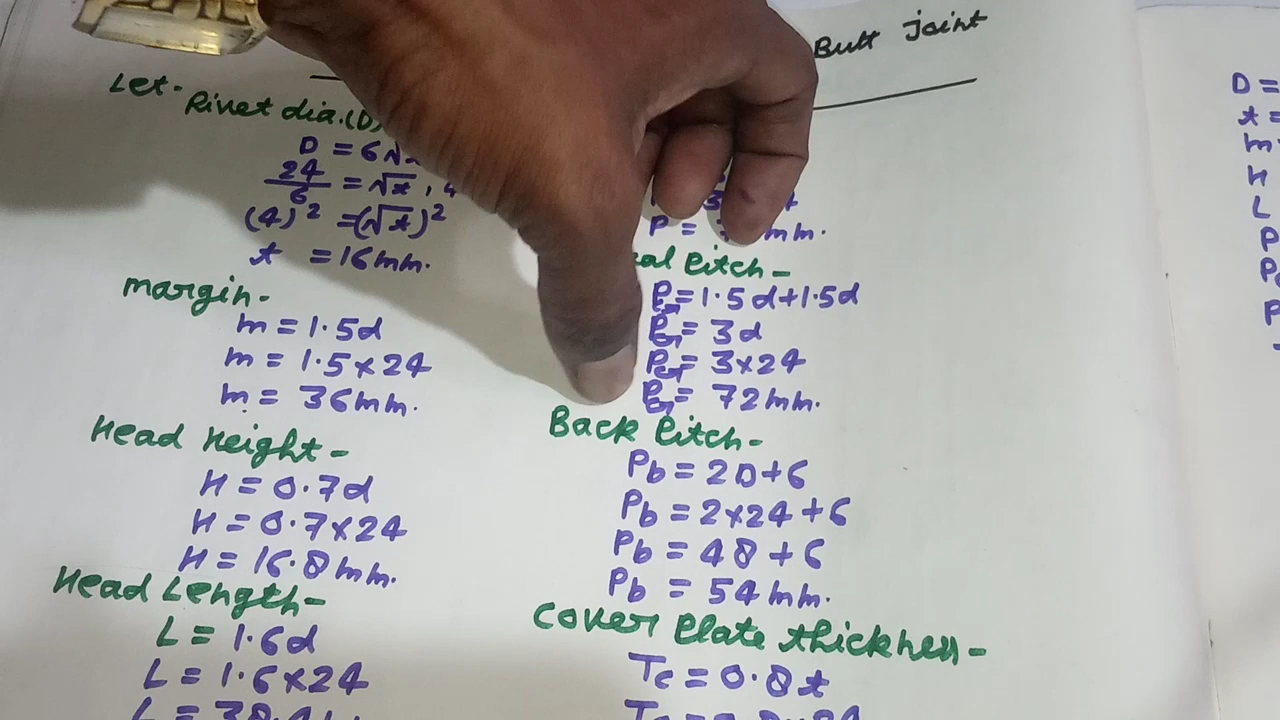 Butt joint
Let-
Rivet dia.(D)
D = 6√
24/6 = √t,
(4)² = (√t)²
t = 16mm.
margin-
m = 1.5d
m = 1.5×24
m = 36mm.
Head Height-
H = 0.7d
H = 0.7×24
H = 16.8mm.
Head Length-
L = 1.6d
L = 1.6×24
P = mm.
Pitch-
= 1.5d+1.5d
= 3d
= 3×24
= 72mm.
Back Pitch-
Pb = 2D+6
Pb = 2×24+6
Pb = 48+6
Pb = 54mm.
Cover Plate thickness-
Tc = 0.8t
D =
t =
m
H
L
P
P
P